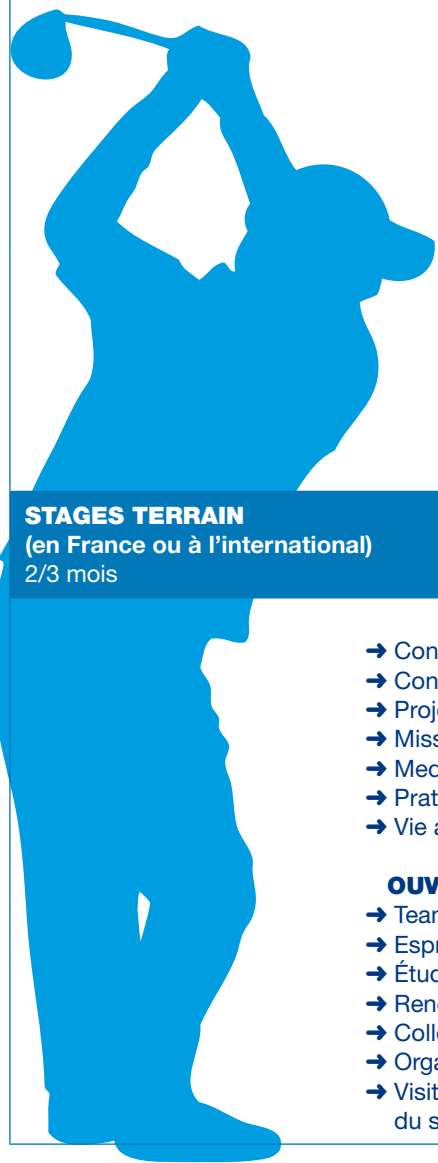 STAGES TERRAIN
(en France ou à l'international)
2/3 mois
➜ Con
➜ Con
➜ Proj
➜ Miss
➜ Med
➜ Prat
➜ Vie
OUV
➜ Tea
➜ Esp
➜ Étud
➜ Ren
➜ Coll
➜ Orga
➜ Visit
du s